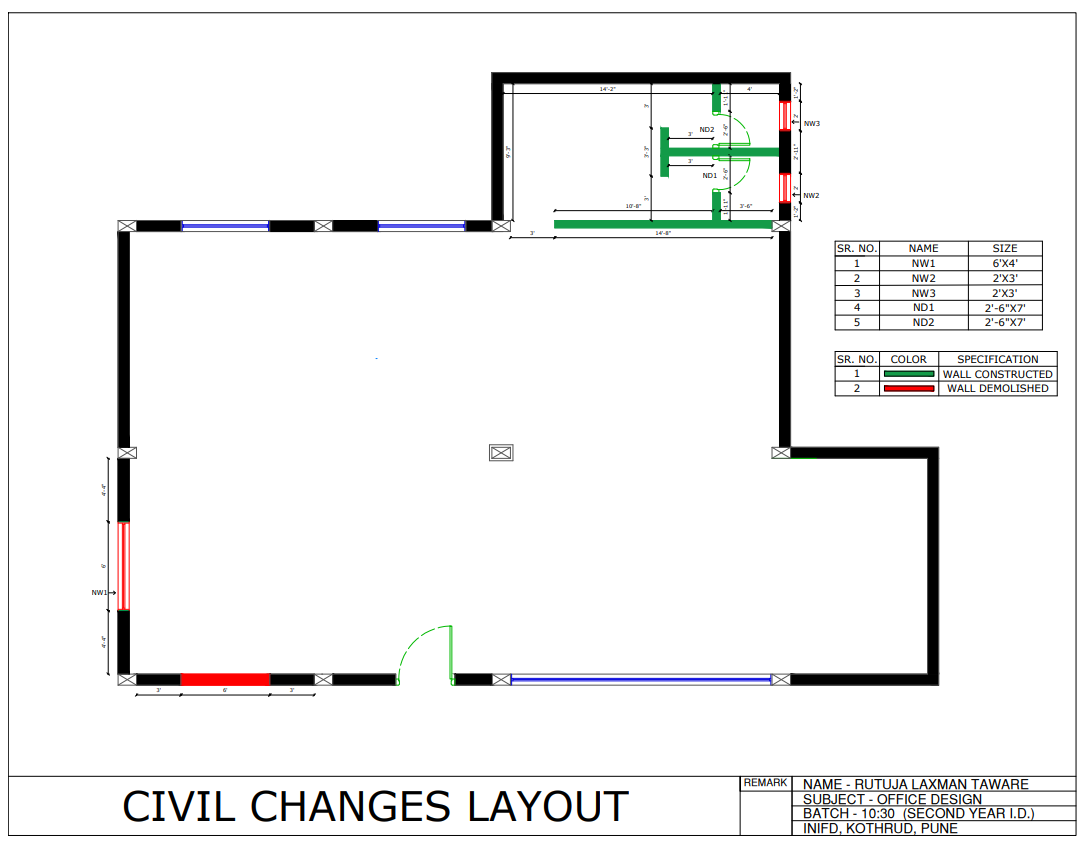 14'-2"
4'
1'-2"
1'-11"
2'
NW3
3'
ND2
2'-6"
3'
9'-3"
3'-3"
2'-11"
3'
ND1
2'-6"
2'
NW2
3'
10'-8"
1'-11"
3'-6"
1'-2"
3'
14'-8"
SR. NO. NAME SIZE
1 NW1 6'X4'
2 NW2 2'X3'
3 NW3 2'X3'
4 ND1 2'-6"X7'
5 ND2 2'-6"X7'
SR. NO. COLOR SPECIFICATION
1 WALL CONSTRUCTED
2 WALL DEMOLISHED
4'-4"
6'
NW1
4'-4"
3' 6' 3'
CIVIL CHANGES LAYOUT
REMARK
NAME - RUTUJA LAXMAN TAWARE
SUBJECT - OFFICE DESIGN
BATCH - 10:30 (SECOND YEAR I.D.)
INIFD, KOTHRUD, PUNE